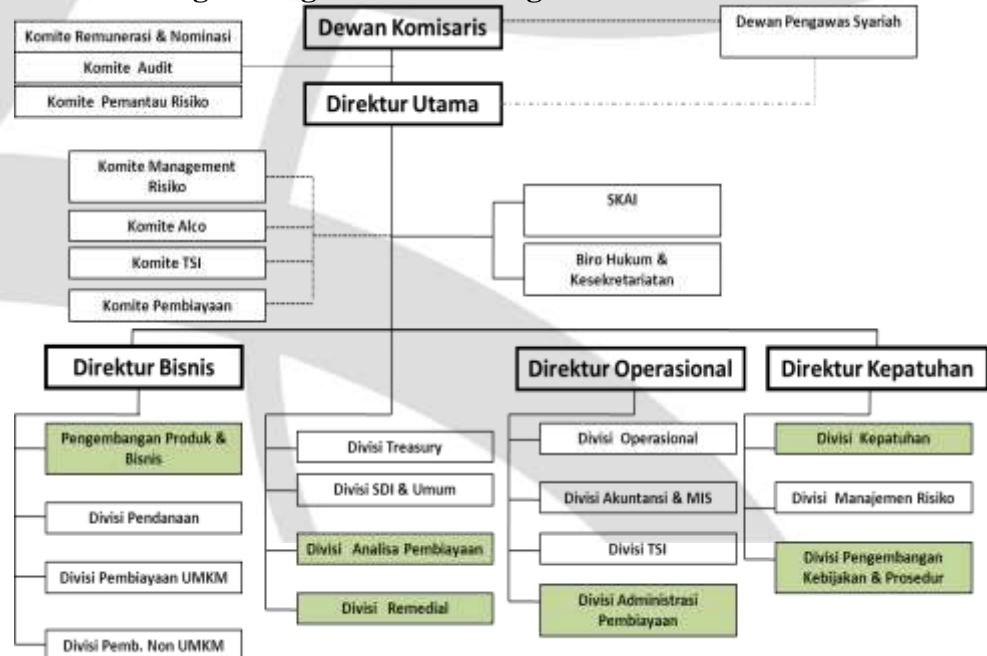 Dewan Komisaris
Dewan Pengawas Syariah
Komite Remunerasi & Nominasi
Komite Audit
Komite Pemantau Risiko
Direktur Utama
Komite Management
Risiko
Komite Alco
Komite TSI
Komite Pembiayaan
SKAI
Biro Hukum &
Kesekretariatan
Direktur Bisnis
Pengembangan Produk &
Bisnis
Divisi Pendanaan
Divisi Pembiayaan UMKM
Divisi Pemb. Non UMKM
Divisi Treasury
Divisi SDI & Umum
Divisi Analisa Pembiayaan
Divisi Remedial
Direktur Operasional
Divisi Operasional
Divisi Akuntansi & MIS
Divisi TSI
Divisi Administrasi
Pembiayaan
Direktur Kepatuhan
Divisi Kepatuhan
Divisi Manajemen Risiko
Divisi Pengembangan
Kebijakan & Prosedur